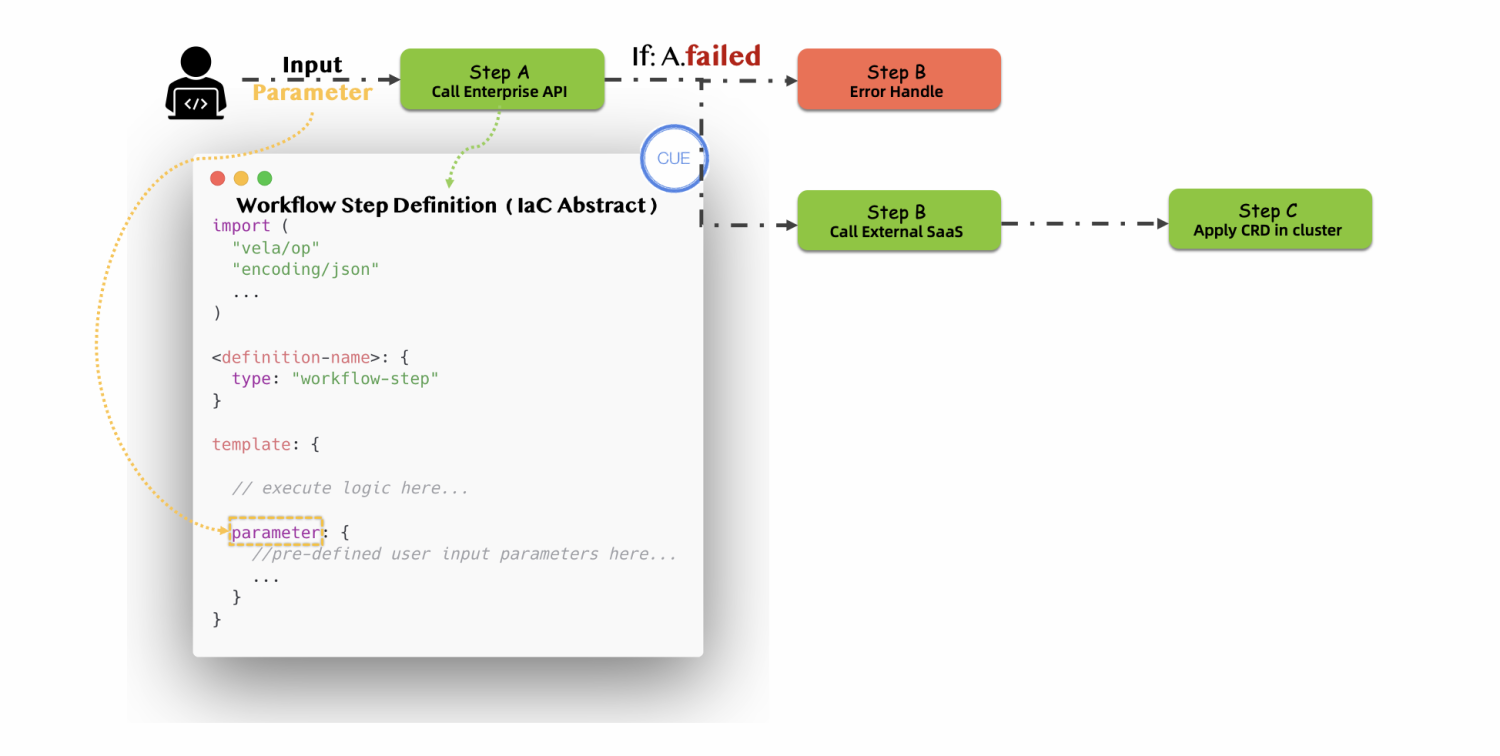 Input
Parameter
</>
Step A
Call Enterprise API
If: A.failed
Step B
Error Handle
CUE
Step B
Call External SaaS
Step C
Apply CRD in cluster
Workflow Step Definition ( IaC Abstract )
import (
  "vela/op"
  "encoding/json"
  ...
)
<definition-name>: {
  type: "workflow-step"
}
template: {
  // execute logic here...
  parameter: {
    //pre-defined user input parameters here...
    ...
  }
}